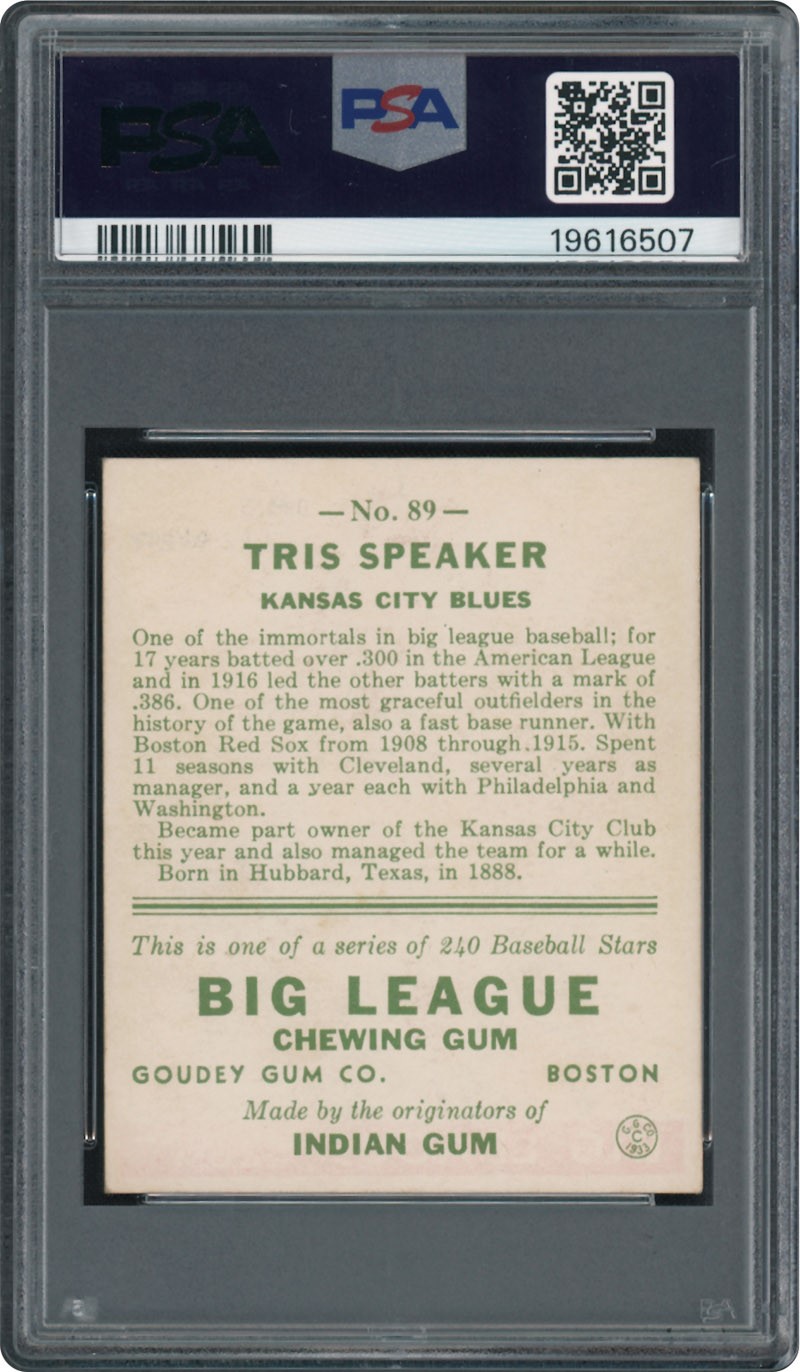 PSA
PSA
19616507
—No. 89—
TRIS SPEAKER
KANSAS CITY BLUES
One of the immortals in big league baseball; for
17 years batted over .300 in the American League
and in 1916 led the other batters with a mark of
.386. One of the most graceful outfielders in the
history of the game, also a fast base runner. With
Boston Red Sox from 1908 through 1915. Spent
11 seasons with Cleveland, several years as
manager, and a year each with Philadelphia and
Washington.
Became part owner of the Kansas City Club
this year and also managed the team for a while.
Born in Hubbard, Texas, in 1888.
This is one of a series of 240 Baseball Stars
BIG LEAGUE
CHEWING GUM
GOUDEY GUM CO. BOSTON
Made by the originators of
INDIAN GUM
G. G. CO.
C
1933
PSA